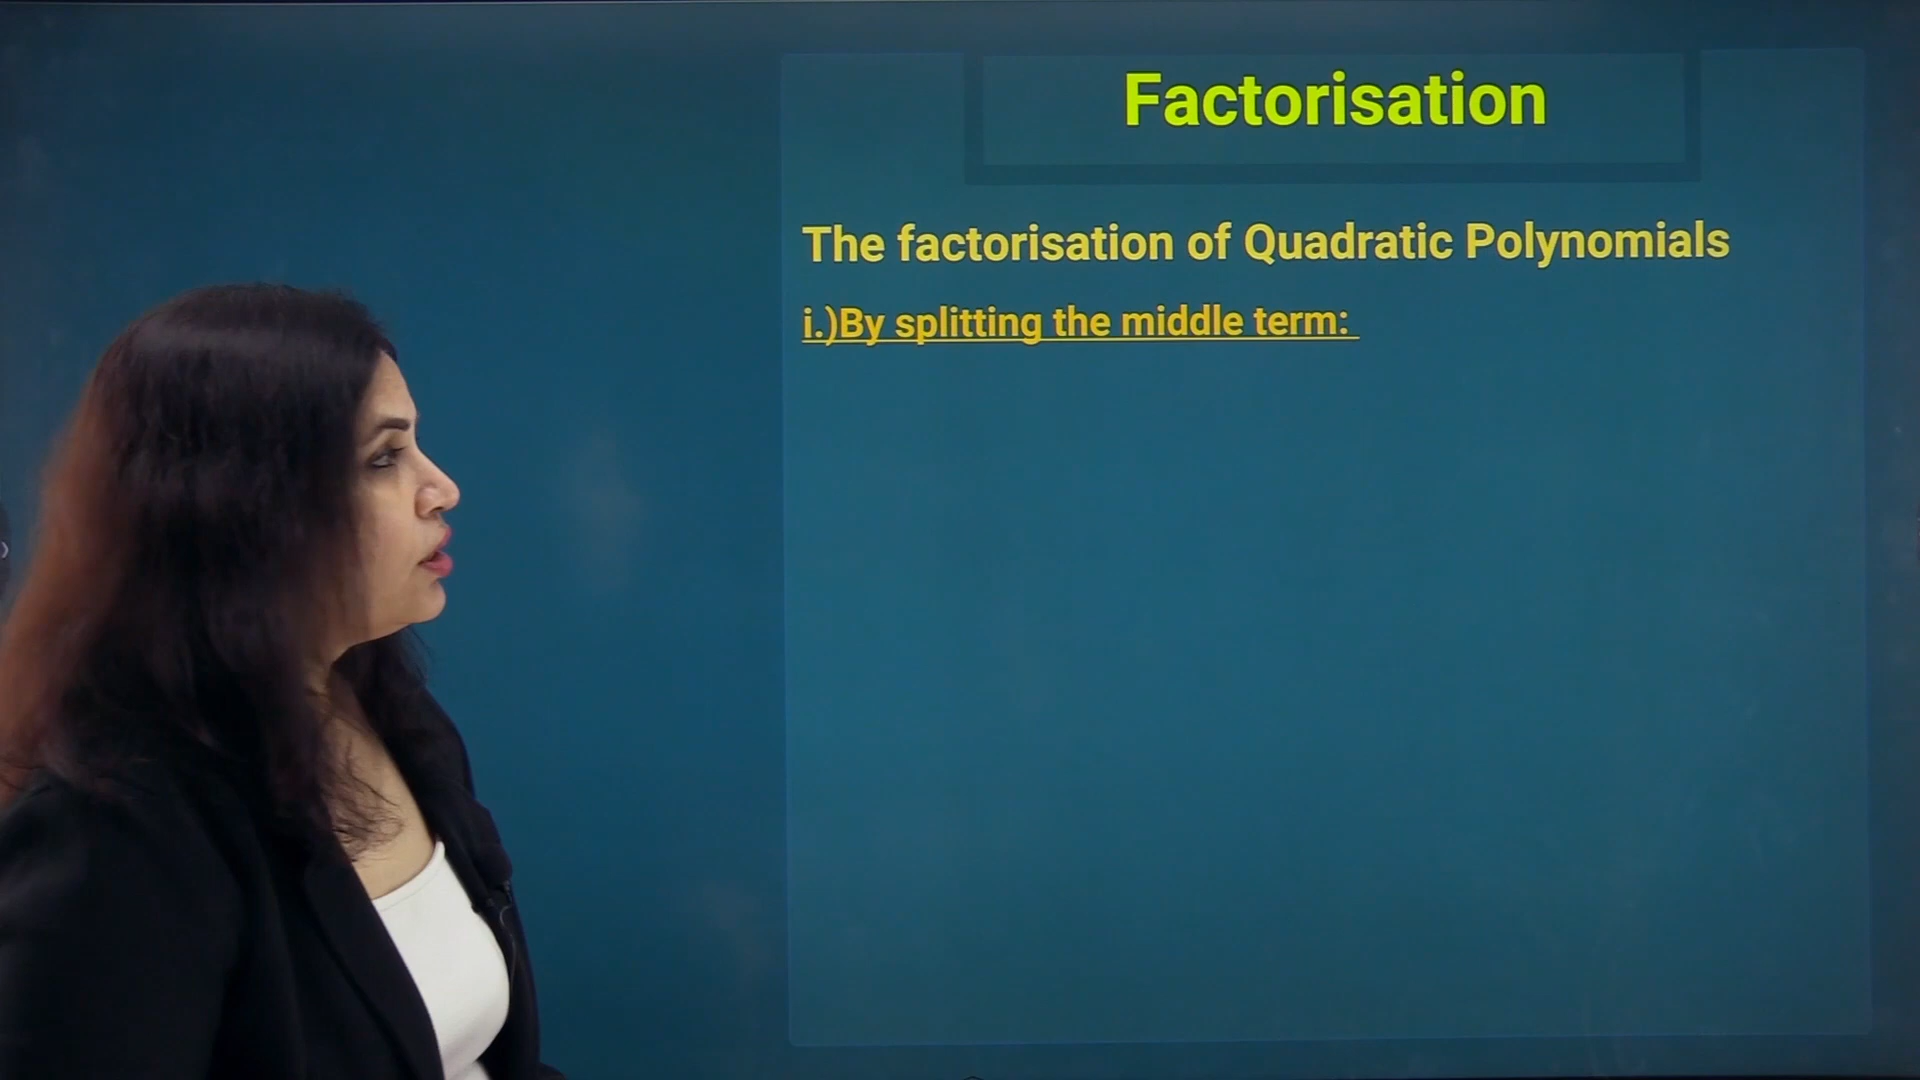 Factorisation
The factorisation of Quadratic Polynomials
i.)By splitting the middle term: